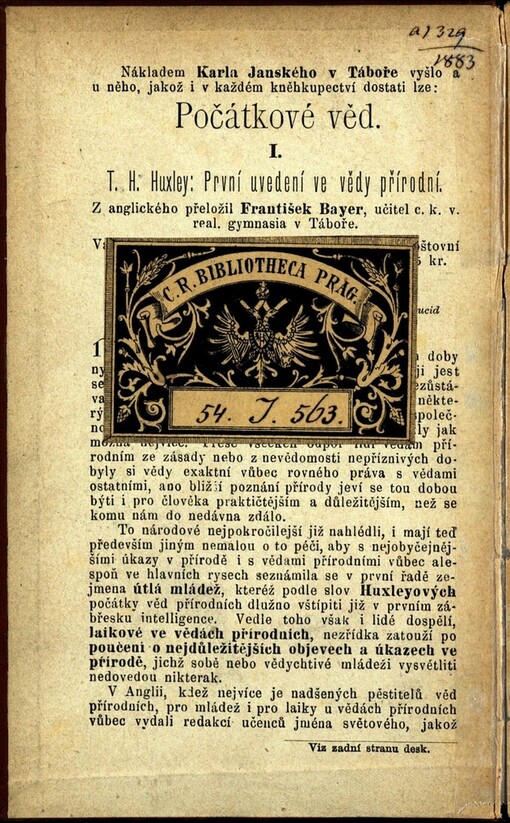 a1329
1883
Nákladem Karla Janského v Táboře vyšlo a
u něho, jakož i v každém kněhkupectví dostati lze:
Počátkové věd.
I.
T. H. Huxley: První uvedení ve vědy přírodní.
Z anglického přeložil František Bayer, učitel c. k. v.
real. gymnasia v Táboře.
kr.
C. R. BIBLIOTHECA PRAG.
54. J. 563.
doby
jest
ly jak
přírodním ze zásady nebo z nevědomosti nepříznivých do-
byly si vědy exaktní vůbec rovného práva s vědami
ostatními, ano bližší poznání přírody jeví se tou dobou
býti i pro člověka praktičtějším a důležitějším, než se
komu nám do nedávna zdálo.
To národové nejpokročilejší již nahlédli, i mají teď
především jiným nemalou o to péči, aby s nejobyčejněj-
šími úkazy v přírodě i s vědami přírodními vůbec ale-
spoň ve hlavních rysech seznámila se v první řadě ze-
jmena útlá mládež, kteréž podle slov Huxleyových
počátky věd přírodních dlužno vštípiti již v prvním zá-
břesku intelligence. Vedle toho však i lidé dospělí,
laikové ve vědách přírodních, nezřídka zatouží po
poučení o nejdůležitějších objevech a úkazech ve
přírodě, jichž sobě nebo vědychtivé mládeži vysvětliti
nedovedou nikterak.
V Anglii, kdež nejvíce je nadšených pěstitelů věd
přírodních, pro mládež i pro laiky u vědách přírodních
vůbec vydali redakcí učenců jména světového, jakož
Viz zadní stranu desk.